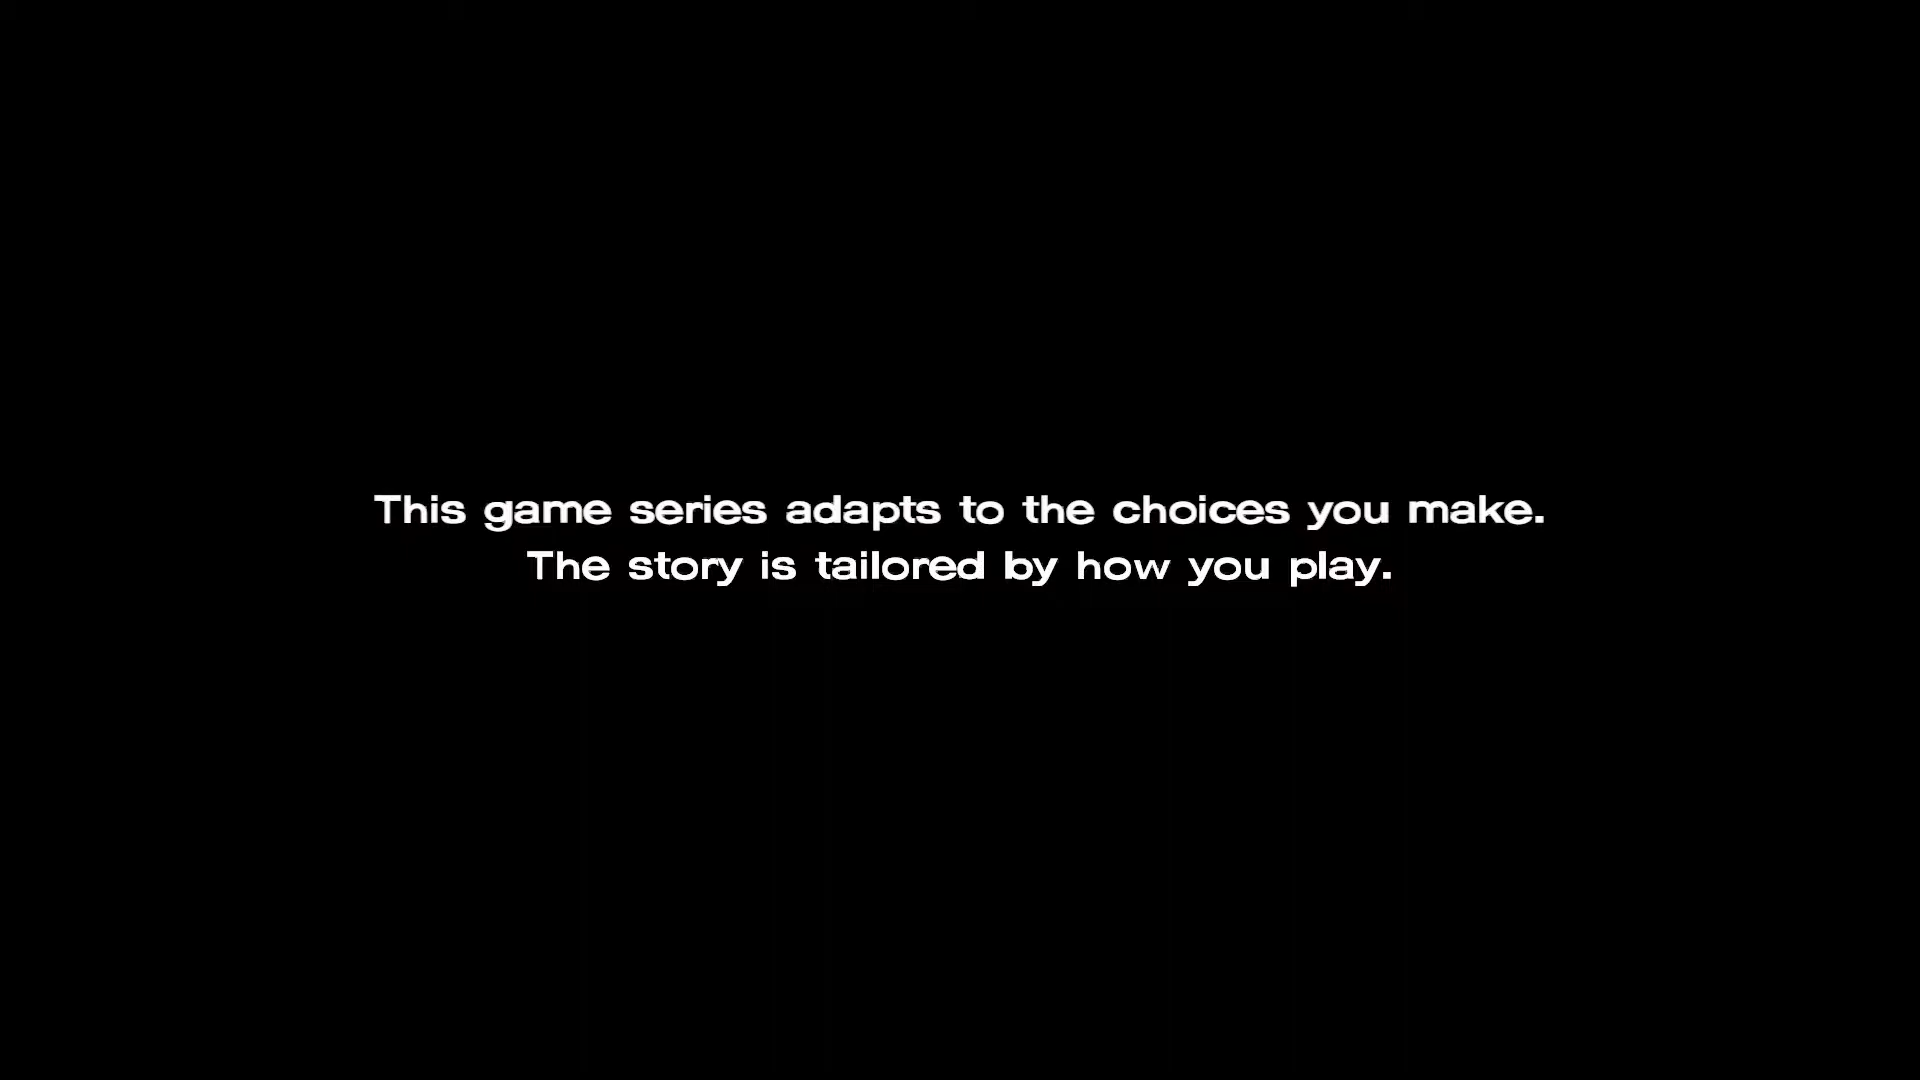 This game series adapts to the choices you make.
The story is tailored by how you play.